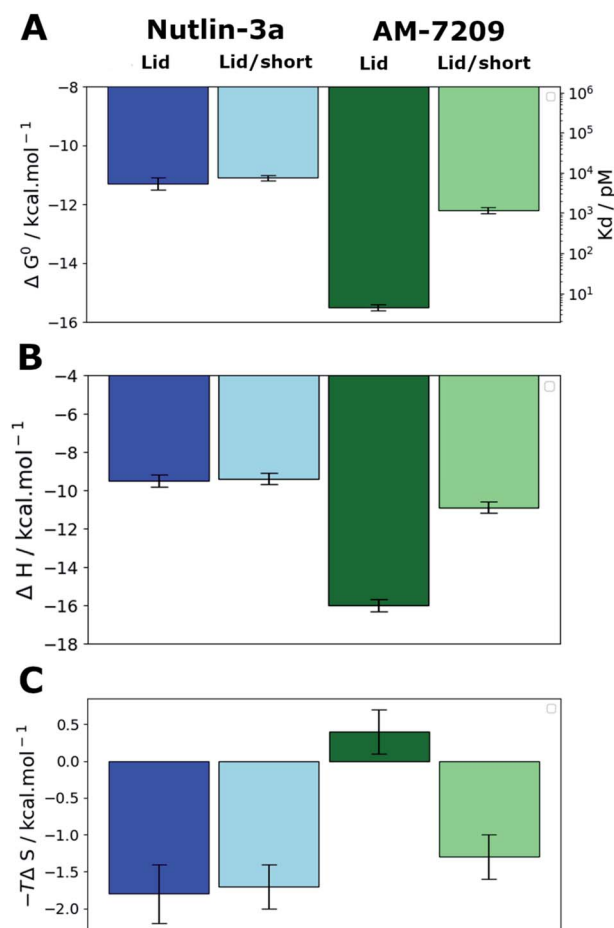 A
Nutlin-3a AM-7209
Lid Lid/short Lid Lid/short
−8
−10
−12
−14
−16
Δ G⁰ / kcal.mol⁻¹
10⁶
10⁵
10⁴
10³
10²
10¹
Kd / pM
B
−4
−6
−8
−10
−12
−14
−16
−18
Δ H / kcal.mol⁻¹
C
0.5
0.0
−0.5
−1.0
−1.5
−2.0
−TΔ S / kcal.mol⁻¹